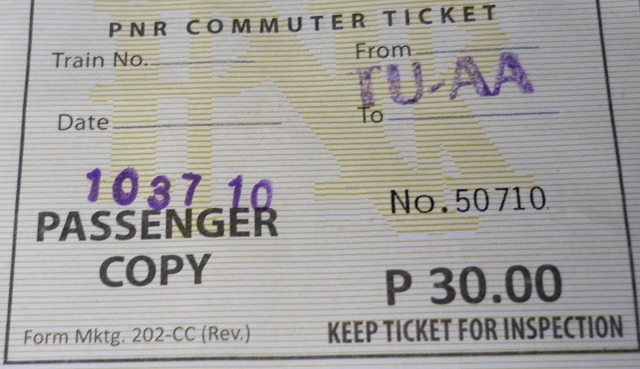 PNR COMMUTER TICKET
Train No. From
TU-AA
Date To
1037 10
No. 50710
PASSENGER
COPY
P 30.00
Form Mktg. 202-CC (Rev.) KEEP TICKET FOR INSPECTION